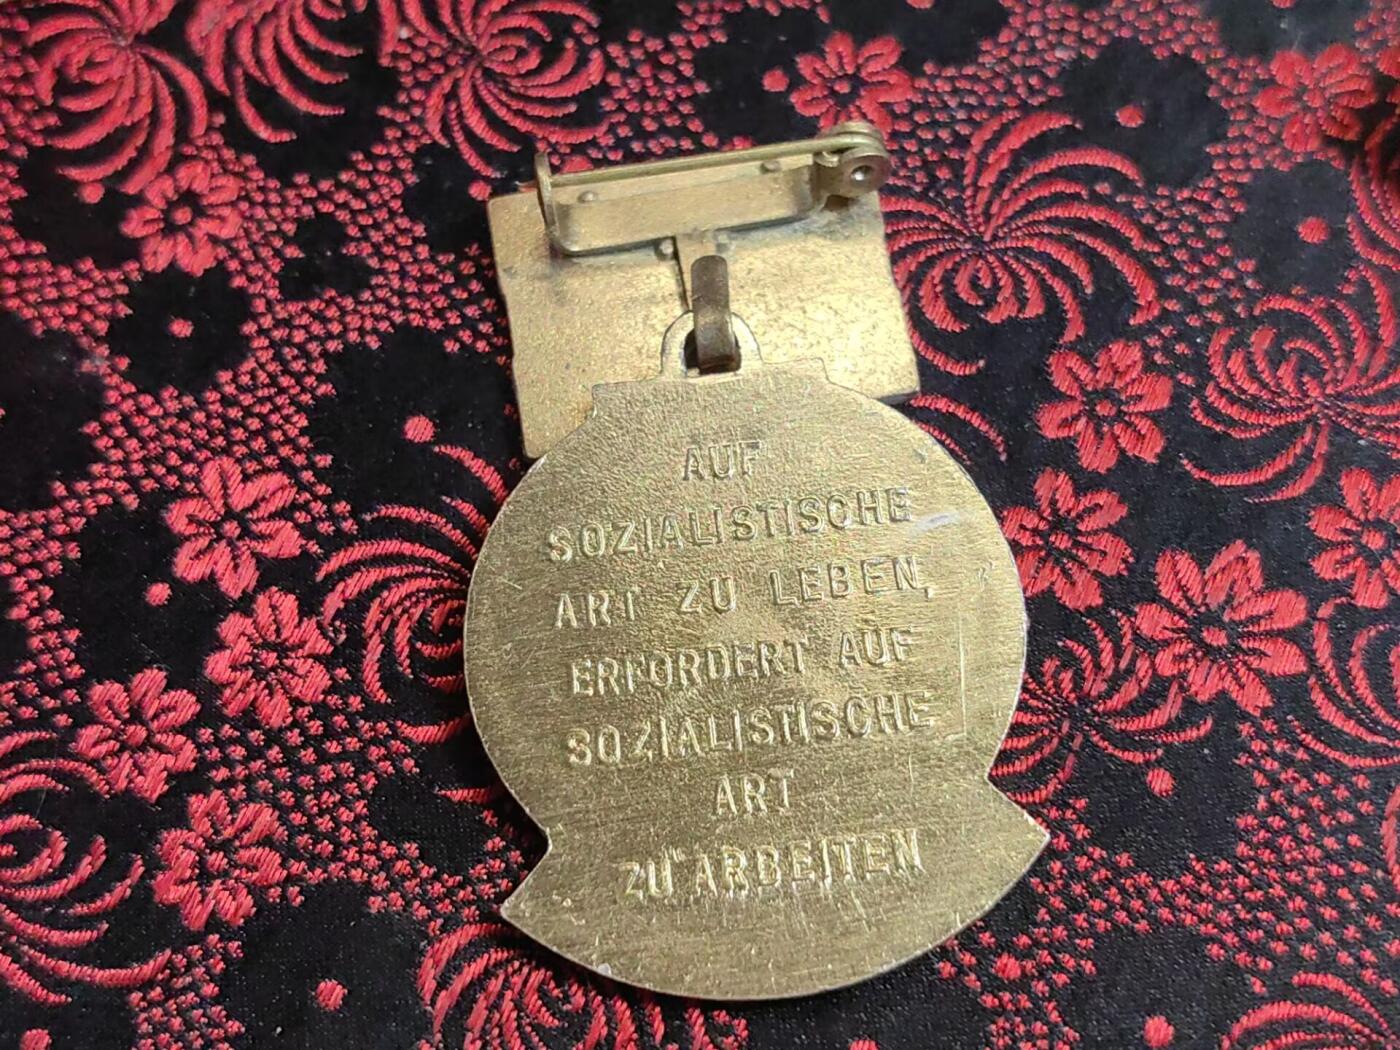 AUF
SOZIALISTISCHE
ART ZU LEBEN,
ERFORDERT AUF
SOZIALISTISCHE
ART
ZU ARBEITEN